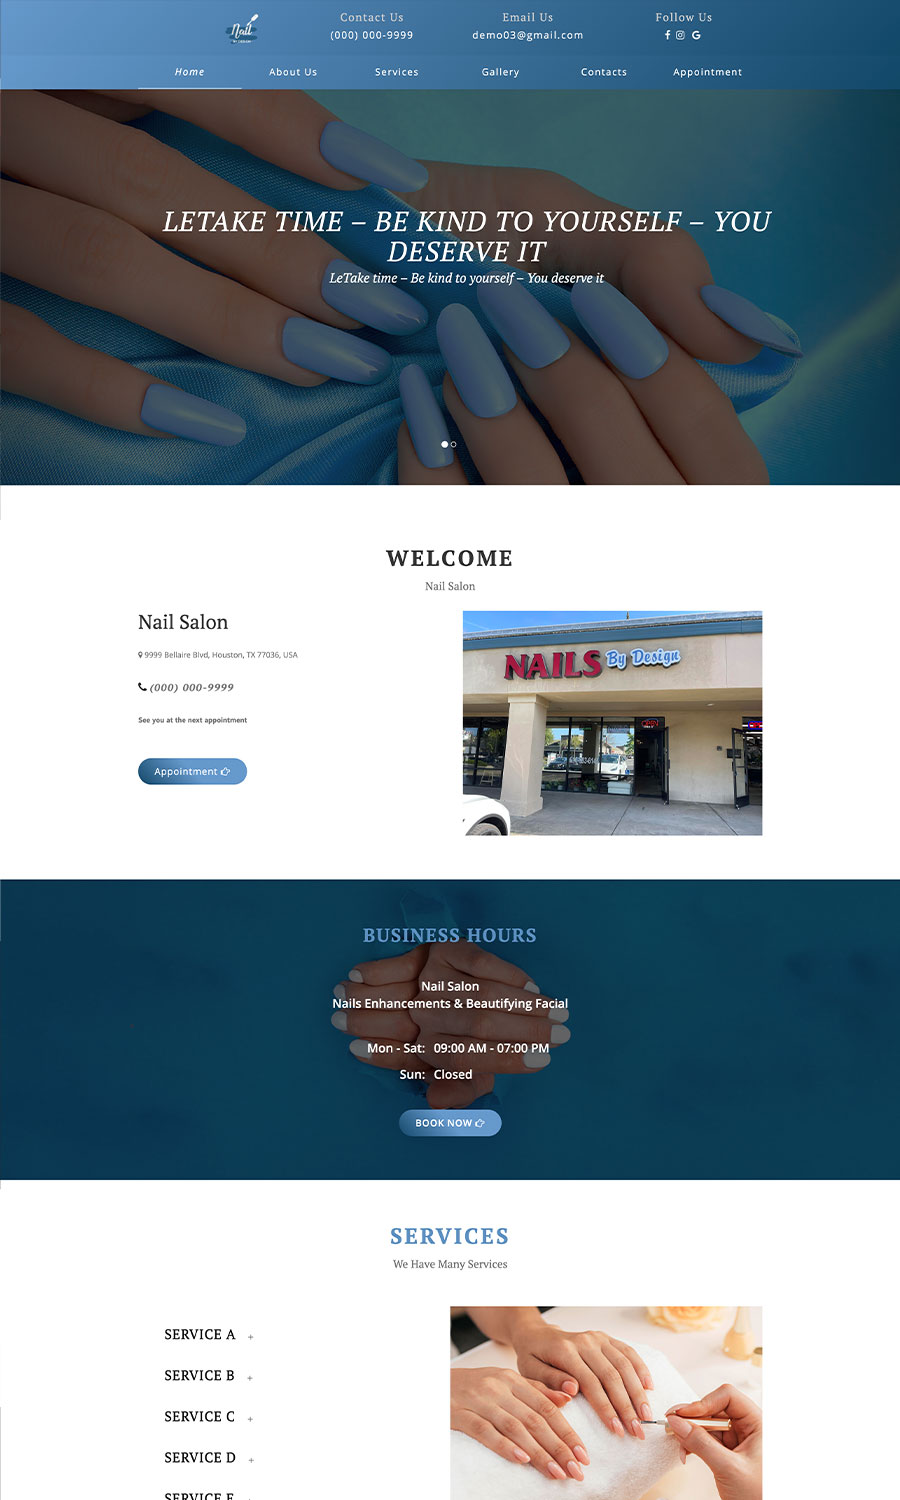 Nail
Contact Us
(000) 000-9999
Email Us
demo03@gmail.com
Follow Us
Home
About Us
Services
Gallery
Contacts
Appointment
LETAKE TIME – BE KIND TO YOURSELF – YOU
DESERVE IT
LeTake time – Be kind to yourself – You deserve it
WELCOME
Nail Salon
Nail Salon
9999 Bellaire Blvd, Houston, TX 77036, USA
(000) 000-9999
See you at the next appointment
Appointment
NAILS By Design
BUSINESS HOURS
Nail Salon
Nails Enhancements & Beautifying Facial
Mon - Sat: 09:00 AM - 07:00 PM
Sun: Closed
BOOK NOW
SERVICES
We Have Many Services
SERVICE A +
SERVICE B +
SERVICE C +
SERVICE D +
SERVICE E